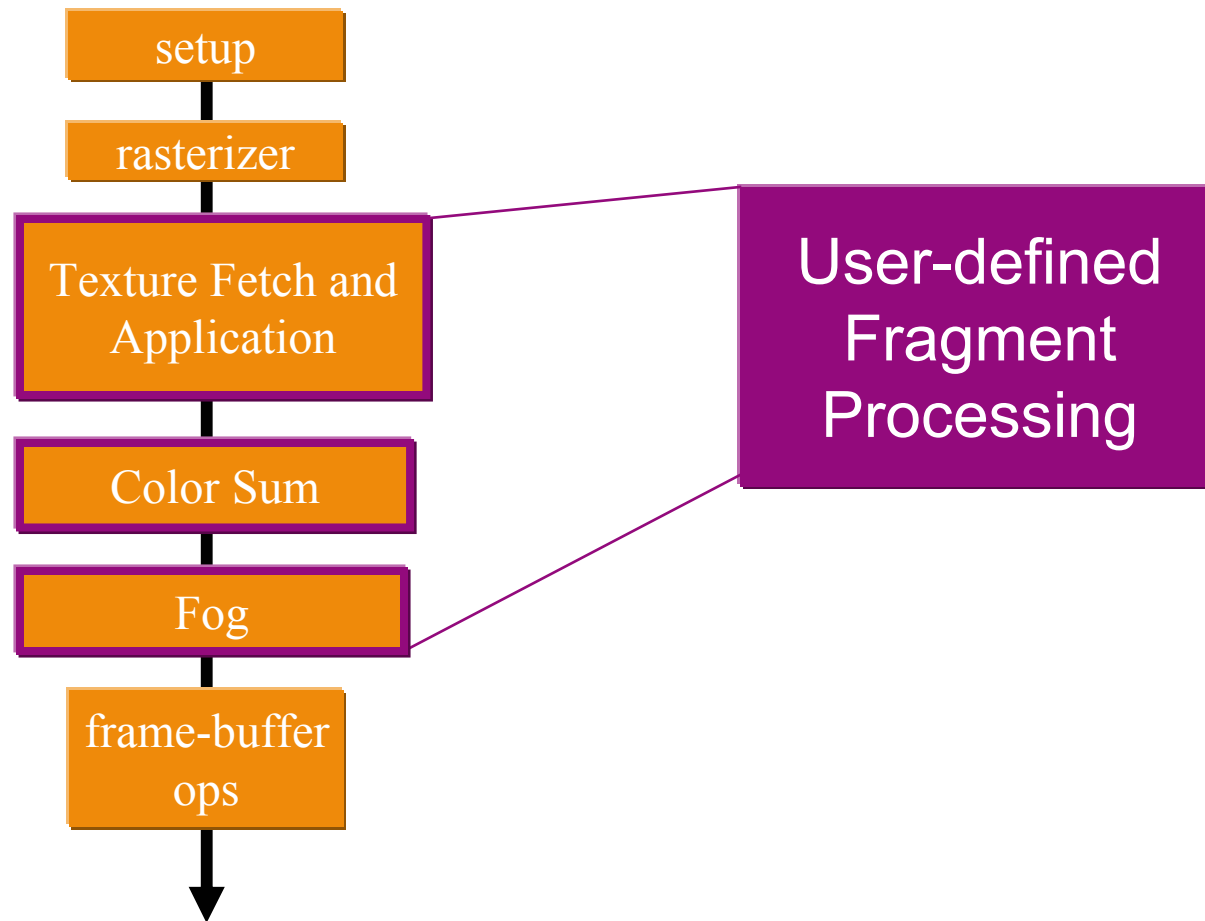 setup
rasterizer
Texture Fetch and
Application
Color Sum
Fog
frame-buffer
ops
User-defined
Fragment
Processing